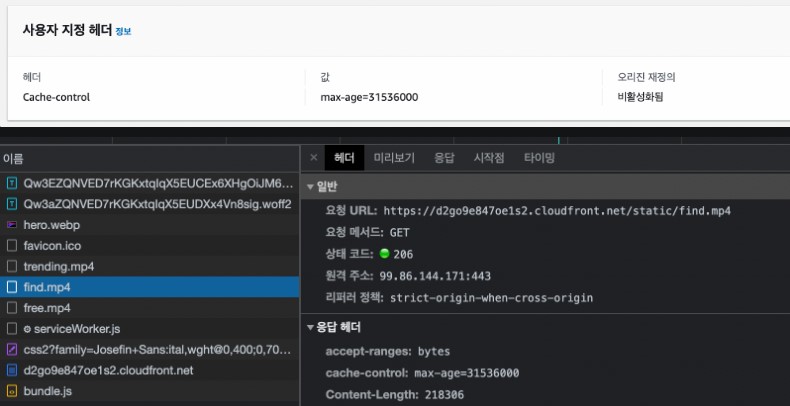 사용자 지정 헤더 정보
헤더 값 오리진 재정의
Cache-control max-age=31536000 비활성화됨
이름
Qw3EZQNVED7rKGKxtqIqX5EUCEx6XHgOiJM6...
Qw3aZQNVED7rKGKxtqIqX5EUDXx4Vn8sig.woff2
hero.webp
favicon.ico
trending.mp4
find.mp4
free.mp4
serviceWorker.js
css2?family=Josefin+Sans:ital,wght@0,400;0,70...
d2go9e847oe1s2.cloudfront.net
bundle.js
× 헤더 미리보기 응답 시작점 타이밍
▼일반
요청 URL: https://d2go9e847oe1s2.cloudfront.net/static/find.mp4
요청 메서드: GET
상태 코드: 206
원격 주소: 99.86.144.171:443
리퍼러 정책: strict-origin-when-cross-origin
▼응답 헤더
accept-ranges: bytes
cache-control: max-age=31536000
Content-Length: 218306